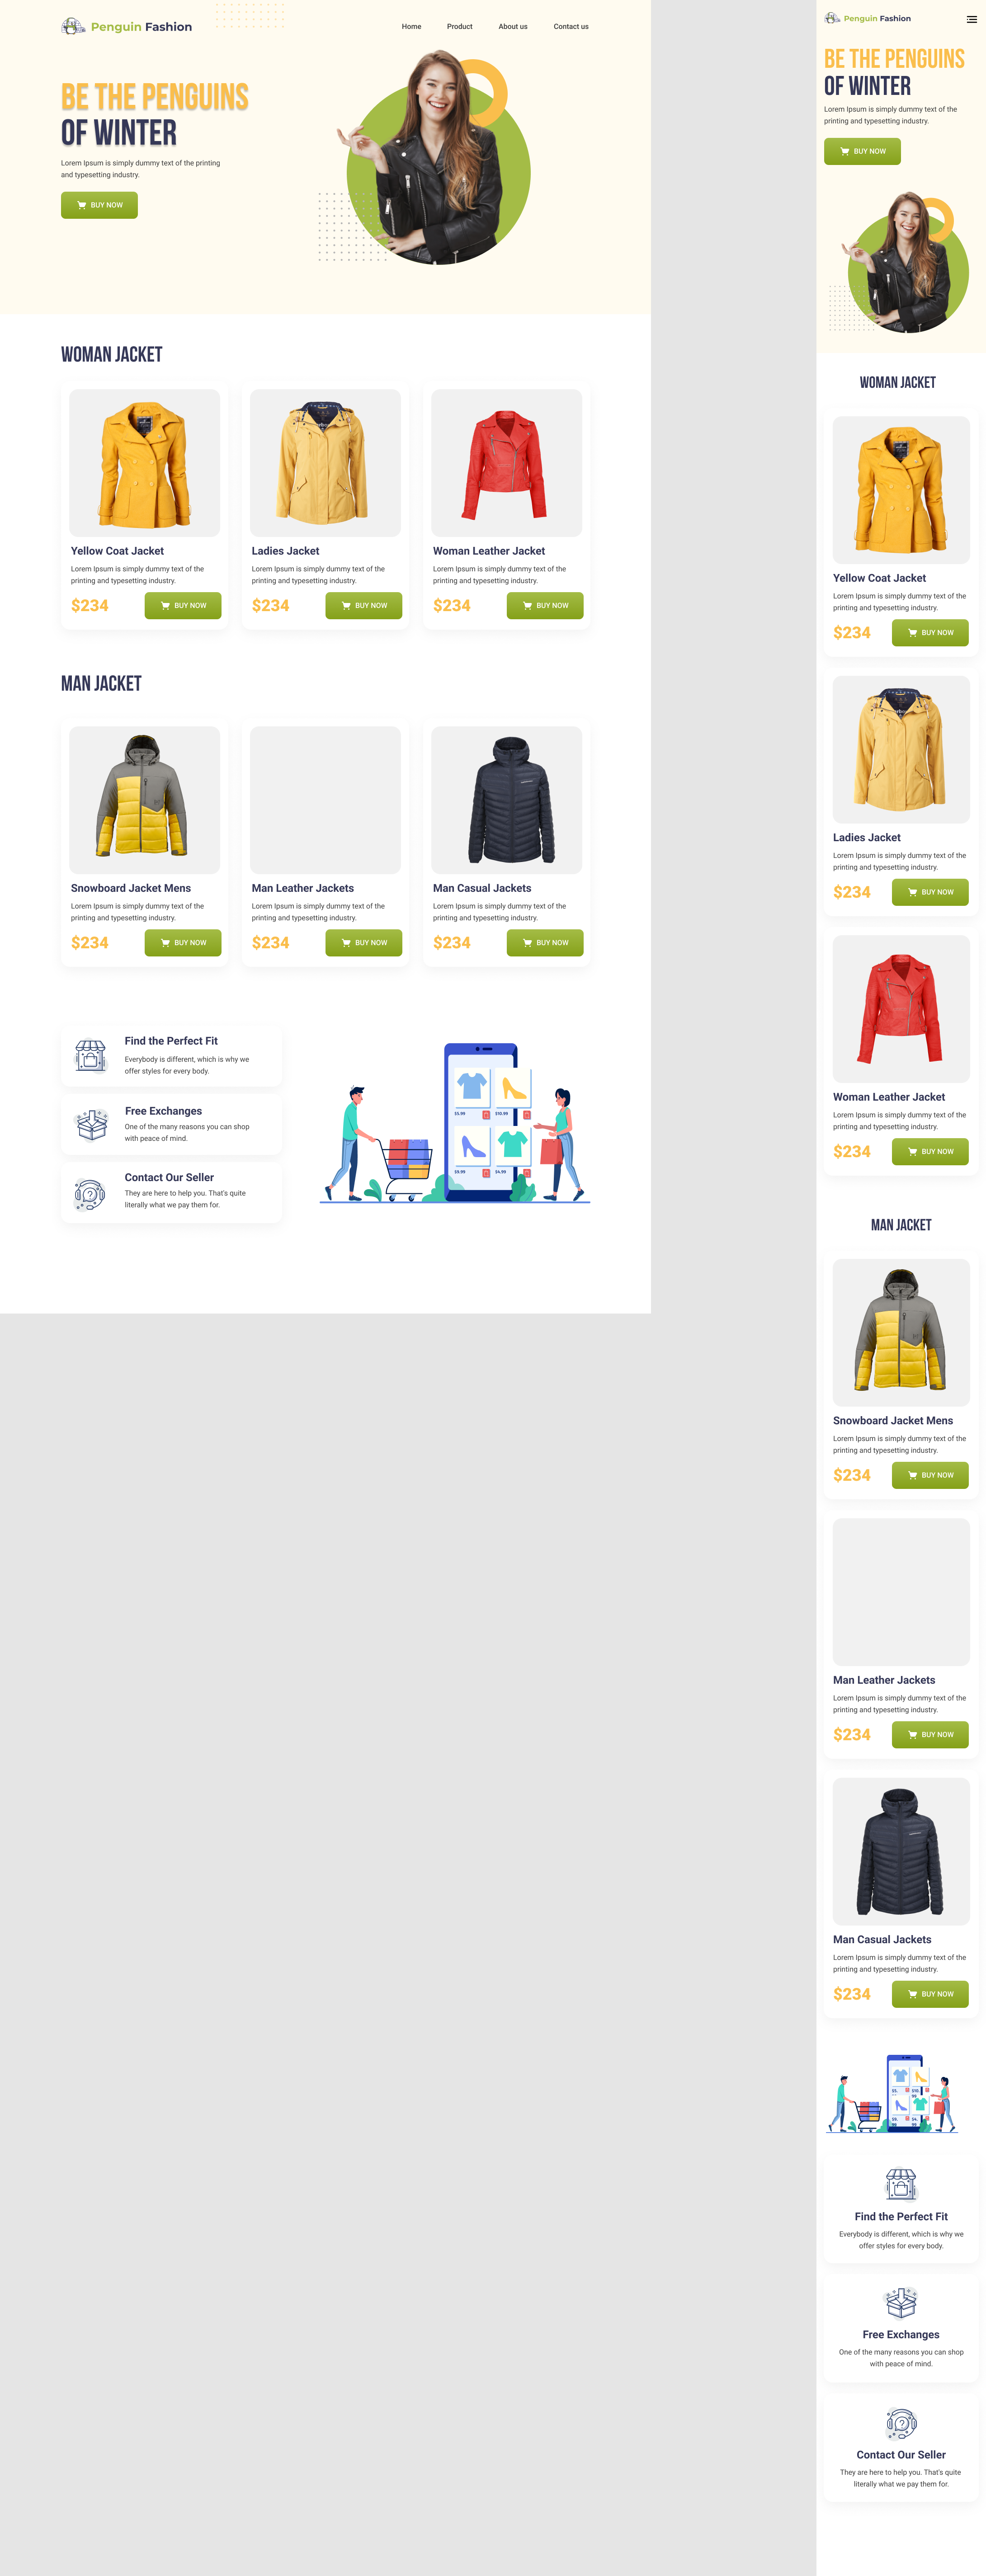 Penguin Fashion
Home
Product
About us
Contact us
BE THE PENGUINS
OF WINTER
Lorem Ipsum is simply dummy text of the printing
and typesetting industry.
BUY NOW
WOMAN JACKET
Yellow Coat Jacket
Lorem Ipsum is simply dummy text of the
printing and typesetting industry.
$234
BUY NOW
Ladies Jacket
Lorem Ipsum is simply dummy text of the
printing and typesetting industry.
$234
BUY NOW
Woman Leather Jacket
Lorem Ipsum is simply dummy text of the
printing and typesetting industry.
$234
BUY NOW
MAN JACKET
Snowboard Jacket Mens
Lorem Ipsum is simply dummy text of the
printing and typesetting industry.
$234
BUY NOW
Man Leather Jackets
Lorem Ipsum is simply dummy text of the
printing and typesetting industry.
$234
BUY NOW
Man Casual Jackets
Lorem Ipsum is simply dummy text of the
printing and typesetting industry.
$234
BUY NOW
Find the Perfect Fit
Everybody is different, which is why we
offer styles for every body.
Free Exchanges
One of the many reasons you can shop
with peace of mind.
Contact Our Seller
They are here to help you. That's quite
literally what we pay them for.
$5.99
$10.99
$9.99
$4.99
Penguin Fashion
BE THE PENGUINS
OF WINTER
Lorem Ipsum is simply dummy text of the
printing and typesetting industry.
BUY NOW
WOMAN JACKET
Yellow Coat Jacket
Lorem Ipsum is simply dummy text of the
printing and typesetting industry.
$234
BUY NOW
Ladies Jacket
Lorem Ipsum is simply dummy text of the
printing and typesetting industry.
$234
BUY NOW
Woman Leather Jacket
Lorem Ipsum is simply dummy text of the
printing and typesetting industry.
$234
BUY NOW
MAN JACKET
Snowboard Jacket Mens
Lorem Ipsum is simply dummy text of the
printing and typesetting industry.
$234
BUY NOW
Man Leather Jackets
Lorem Ipsum is simply dummy text of the
printing and typesetting industry.
$234
BUY NOW
Man Casual Jackets
Lorem Ipsum is simply dummy text of the
printing and typesetting industry.
$234
BUY NOW
Find the Perfect Fit
Everybody is different, which is why we
offer styles for every body.
Free Exchanges
One of the many reasons you can shop
with peace of mind.
Contact Our Seller
They are here to help you. That's quite
literally what we pay them for.